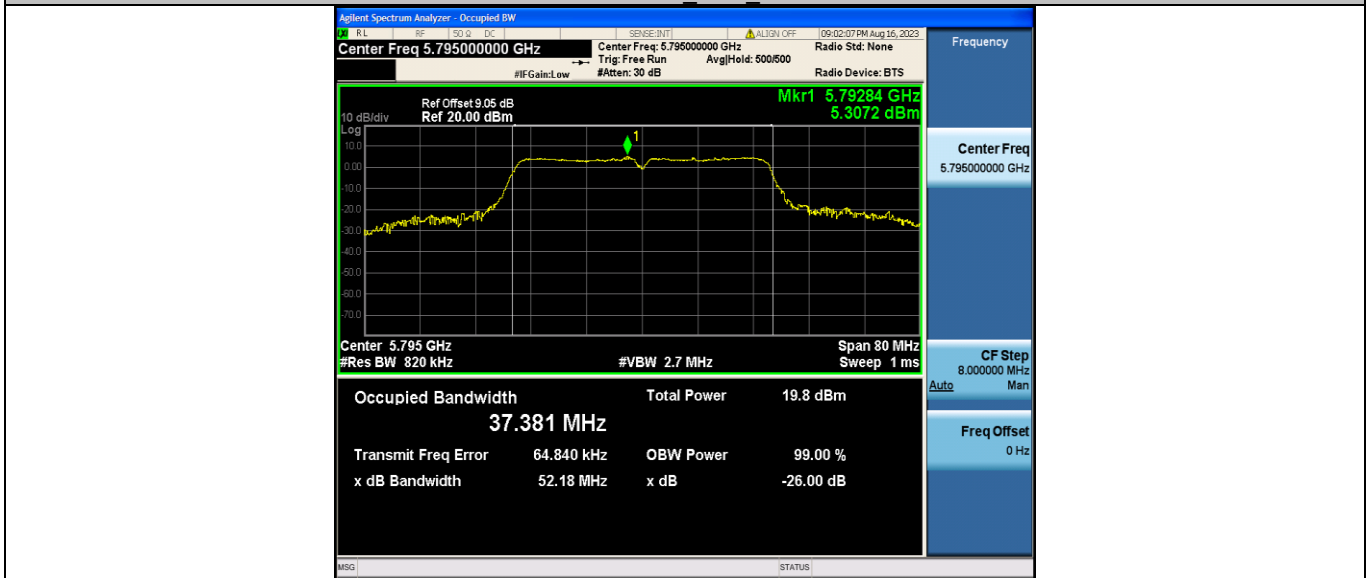 Agilent Spectrum Analyzer - Occupied BW
LXI RL RF 50 Ω DC SENSE:INT ALIGN OFF 09:02:07 PM Aug 16, 2023
Center Freq 5.795000000 GHz Center Freq: 5.795000000 GHz Radio Std: None
Trig: Free Run Avg|Hold: 500/500
#IFGain:Low #Atten: 30 dB Radio Device: BTS
Frequency
Mkr1 5.79284 GHz
5.3072 dBm
Ref Offset 9.05 dB
10 dB/div Ref 20.00 dBm
Log
10.0
0.00
-10.0
-20.0
-30.0
-40.0
-50.0
-60.0
-70.0
1
Center 5.795 GHz Span 80 MHz
#Res BW 820 kHz #VBW 2.7 MHz Sweep 1 ms
Occupied Bandwidth Total Power 19.8 dBm
37.381 MHz
Transmit Freq Error 64.840 kHz OBW Power 99.00 %
x dB Bandwidth 52.18 MHz x dB -26.00 dB
Center Freq
5.795000000 GHz
CF Step
8.000000 MHz
Auto Man
Freq Offset
0 Hz
MSG STATUS